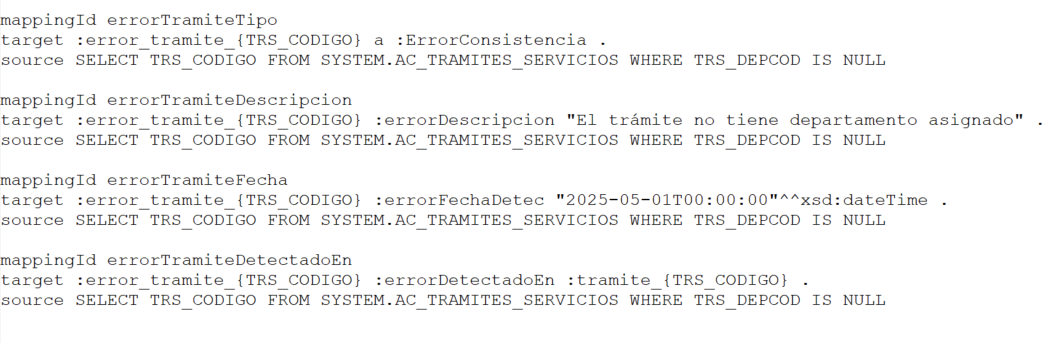 mappingId errorTramiteTipo
target :error_tramite_{TRS_CODIGO} a :ErrorConsistencia .
source SELECT TRS_CODIGO FROM SYSTEM.AC_TRAMITES_SERVICIOS WHERE TRS_DEPCOD IS NULL
mappingId errorTramiteDescripcion
target :error_tramite_{TRS_CODIGO} :errorDescripcion "El trámite no tiene departamento asignado" .
source SELECT TRS_CODIGO FROM SYSTEM.AC_TRAMITES_SERVICIOS WHERE TRS_DEPCOD IS NULL
mappingId errorTramiteFecha
target :error_tramite_{TRS_CODIGO} :errorFechaDetec "2025-05-01T00:00:00"^^xsd:dateTime .
source SELECT TRS_CODIGO FROM SYSTEM.AC_TRAMITES_SERVICIOS WHERE TRS_DEPCOD IS NULL
mappingId errorTramiteDetectadoEn
target :error_tramite_{TRS_CODIGO} :errorDetectadoEn :tramite_{TRS_CODIGO} .
source SELECT TRS_CODIGO FROM SYSTEM.AC_TRAMITES_SERVICIOS WHERE TRS_DEPCOD IS NULL